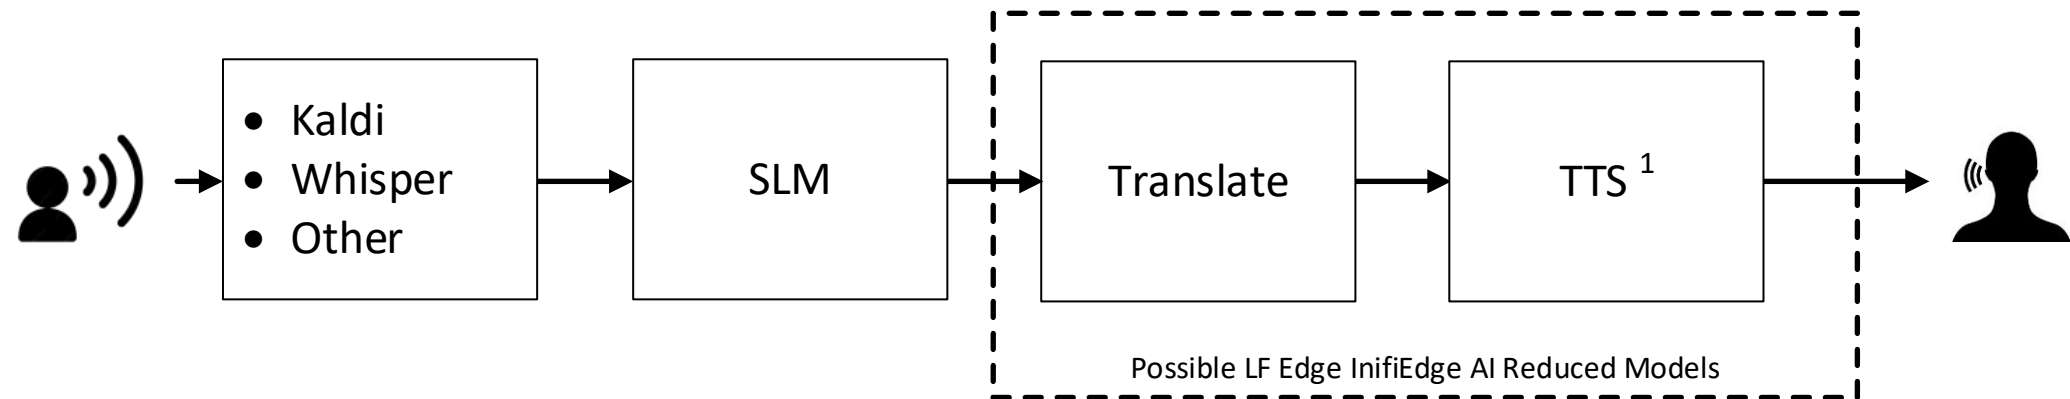 • Kaldi
• Whisper
• Other
SLM
Translate
TTS ¹
Possible LF Edge InifiEdge AI Reduced Models